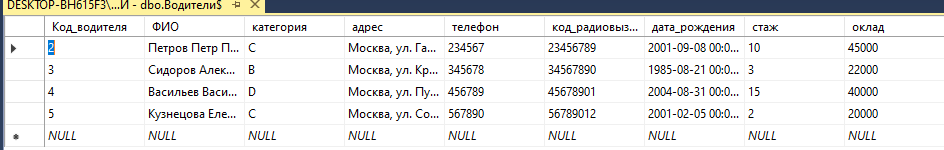 DESKTOP-BH615F3\...И - dbo.Водители$
Код_водителя ФИО категория адрес телефон код_радиовыз... дата_рождения стаж оклад
2 Петров Петр П... C Москва, ул. Га... 234567 23456789 2001-09-08 00:0... 10 45000
3 Сидоров Алек... B Москва, ул. Кр... 345678 34567890 1985-08-21 00:0... 3 22000
4 Васильев Васи... D Москва, ул. Пу... 456789 45678901 2004-08-31 00:0... 15 40000
5 Кузнецова Еле... C Москва, ул. Со... 567890 56789012 2001-02-05 00:0... 2 20000
NULL NULL NULL NULL NULL NULL NULL NULL NULL